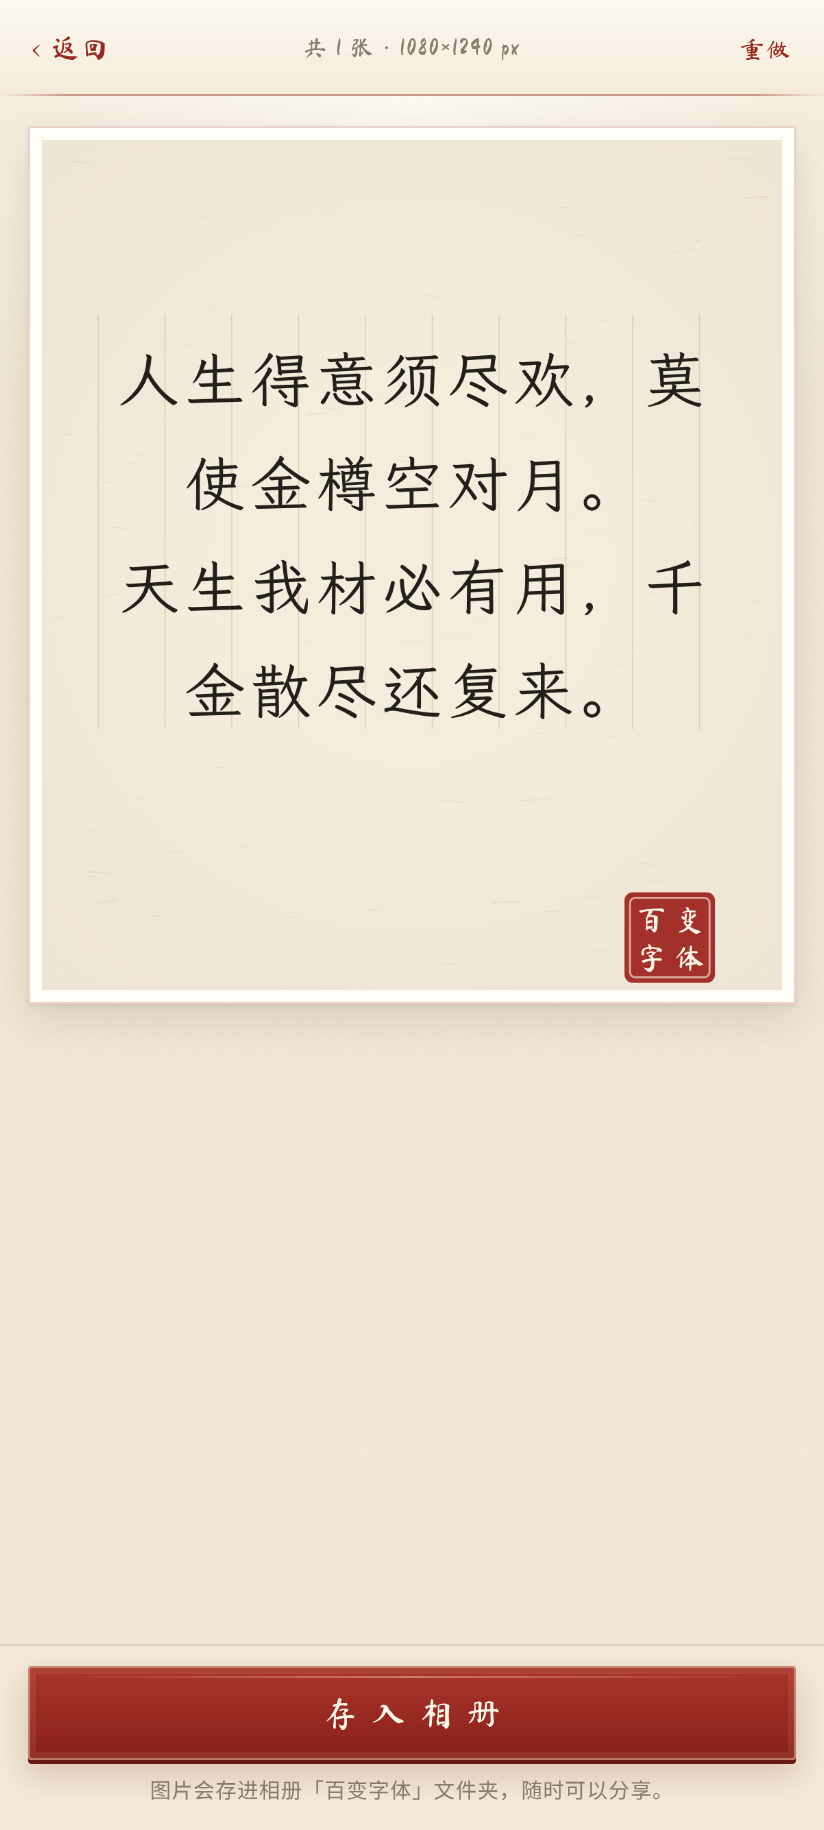 ‹ 返回
共 1 张 · 1080×1240 px
重做
人生得意须尽欢，莫
使金樽空对月。
天生我材必有用，千
金散尽还复来。
百变
字体
存入相册
图片会存进相册「百变字体」文件夹，随时可以分享。